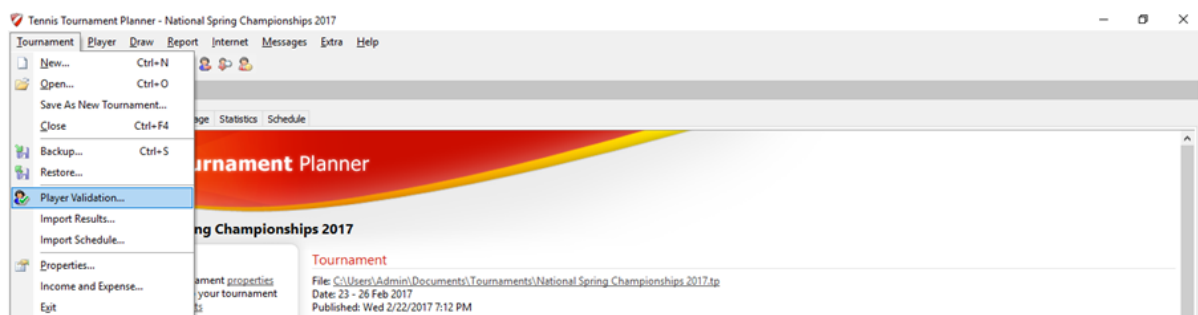 Tennis Tournament Planner - National Spring Championships 2017
Tournament Player Draw Report Internet Messages Extra Help
New... Ctrl+N
Open... Ctrl+O
Save As New Tournament...
age Statistics Schedule
Close Ctrl+F4
Backup... Ctrl+S
urnament Planner
Restore...
Player Validation...
Import Results...
ng Championships 2017
Import Schedule...
Tournament
Properties...
ament properties
File: C:\Users\Admin\Documents\Tournaments\National Spring Championships 2017.tp
Income and Expense...
your tournament
Date: 23 - 26 Feb 2017
Exit
ts
Published: Wed 2/22/2017 7:12 PM